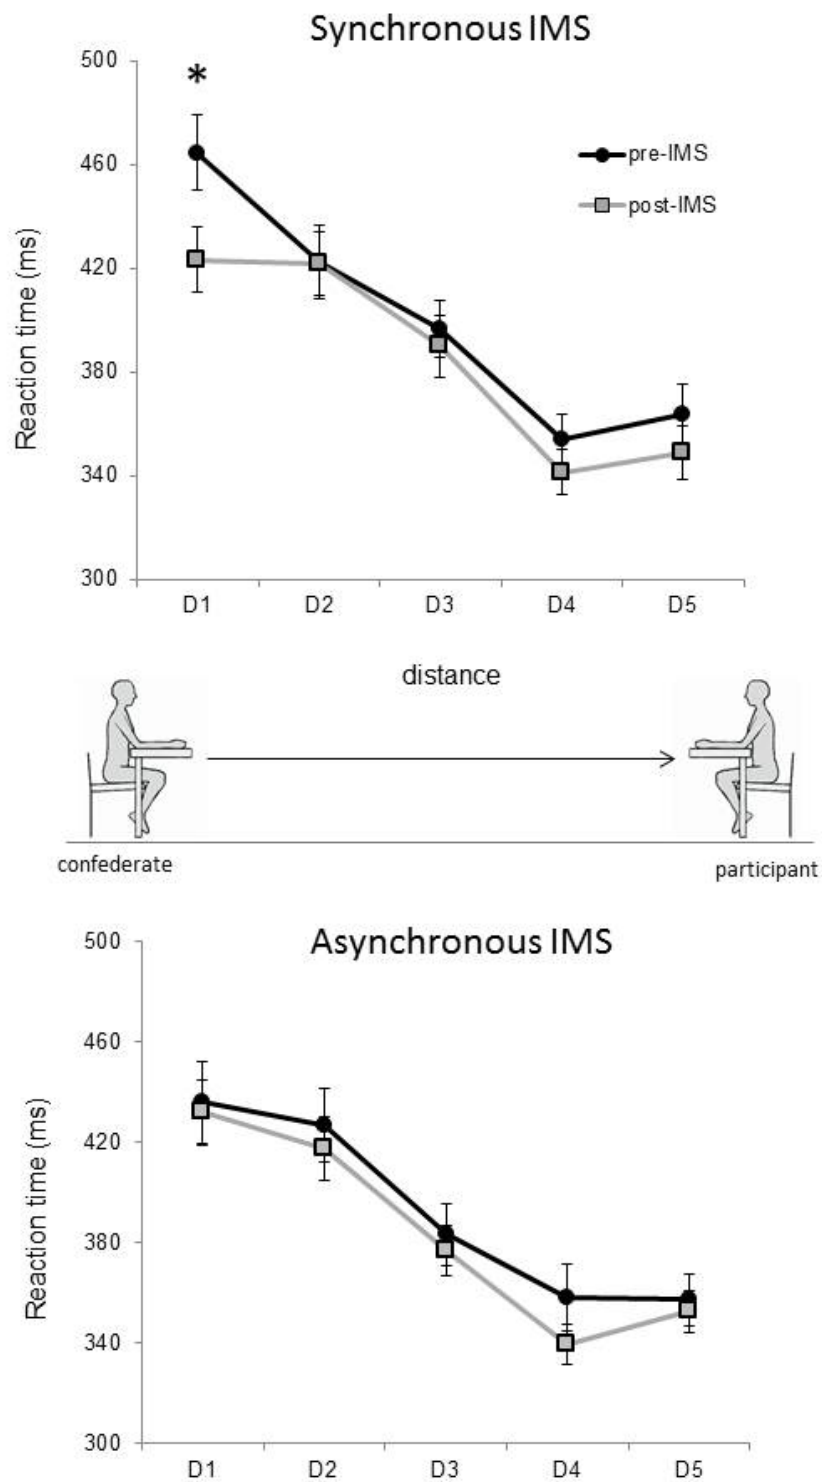 Synchronous IMS
500
*
460
pre-IMS
post-IMS
420
Reaction time (ms)
380
340
300
D1 D2 D3 D4 D5
distance
confederate
participant
Asynchronous IMS
500
460
420
Reaction time (ms)
380
340
300
D1 D2 D3 D4 D5